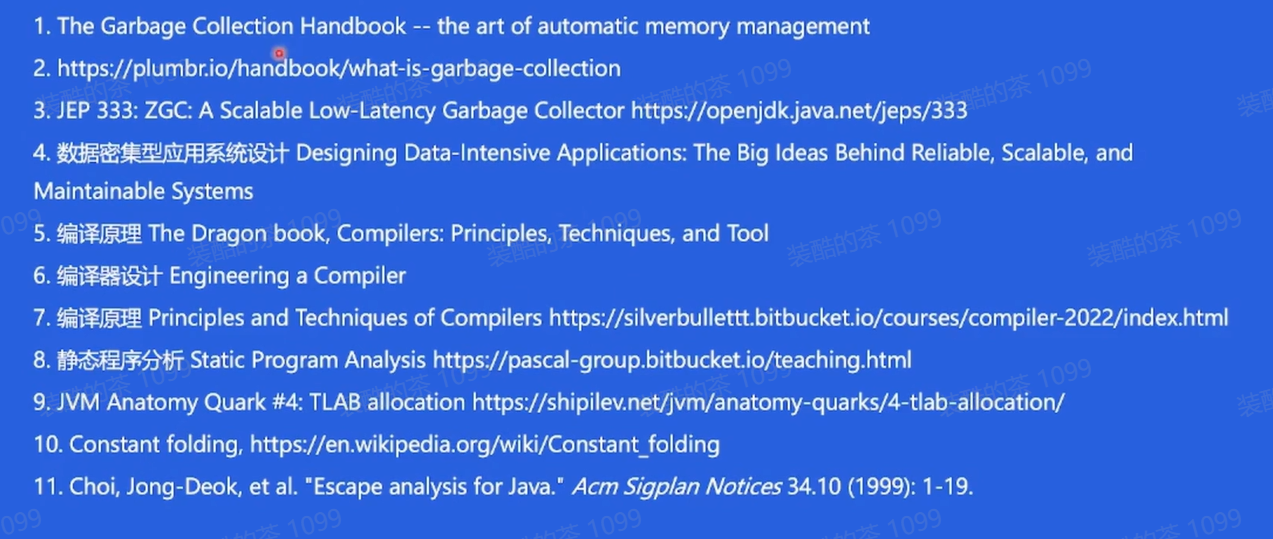 1. The Garbage Collection Handbook -- the art of automatic memory management
2. https://plumbr.io/handbook/what-is-garbage-collection
3. JEP 333: ZGC: A Scalable Low-Latency Garbage Collector https://openjdk.java.net/jeps/333
4. 数据密集型应用系统设计 Designing Data-Intensive Applications: The Big Ideas Behind Reliable, Scalable, and
Maintainable Systems
5. 编译原理 The Dragon book, Compilers: Principles, Techniques, and Tool
6. 编译器设计 Engineering a Compiler
7. 编译原理 Principles and Techniques of Compilers https://silverbullettt.bitbucket.io/courses/compiler-2022/index.html
8. 静态程序分析 Static Program Analysis https://pascal-group.bitbucket.io/teaching.html
9. JVM Anatomy Quark #4: TLAB allocation https://shipilev.net/jvm/anatomy-quarks/4-tlab-allocation/
10. Constant folding, https://en.wikipedia.org/wiki/Constant_folding
11. Choi, Jong-Deok, et al. "Escape analysis for Java." Acm Sigplan Notices 34.10 (1999): 1-19.
装酷的茶 1099